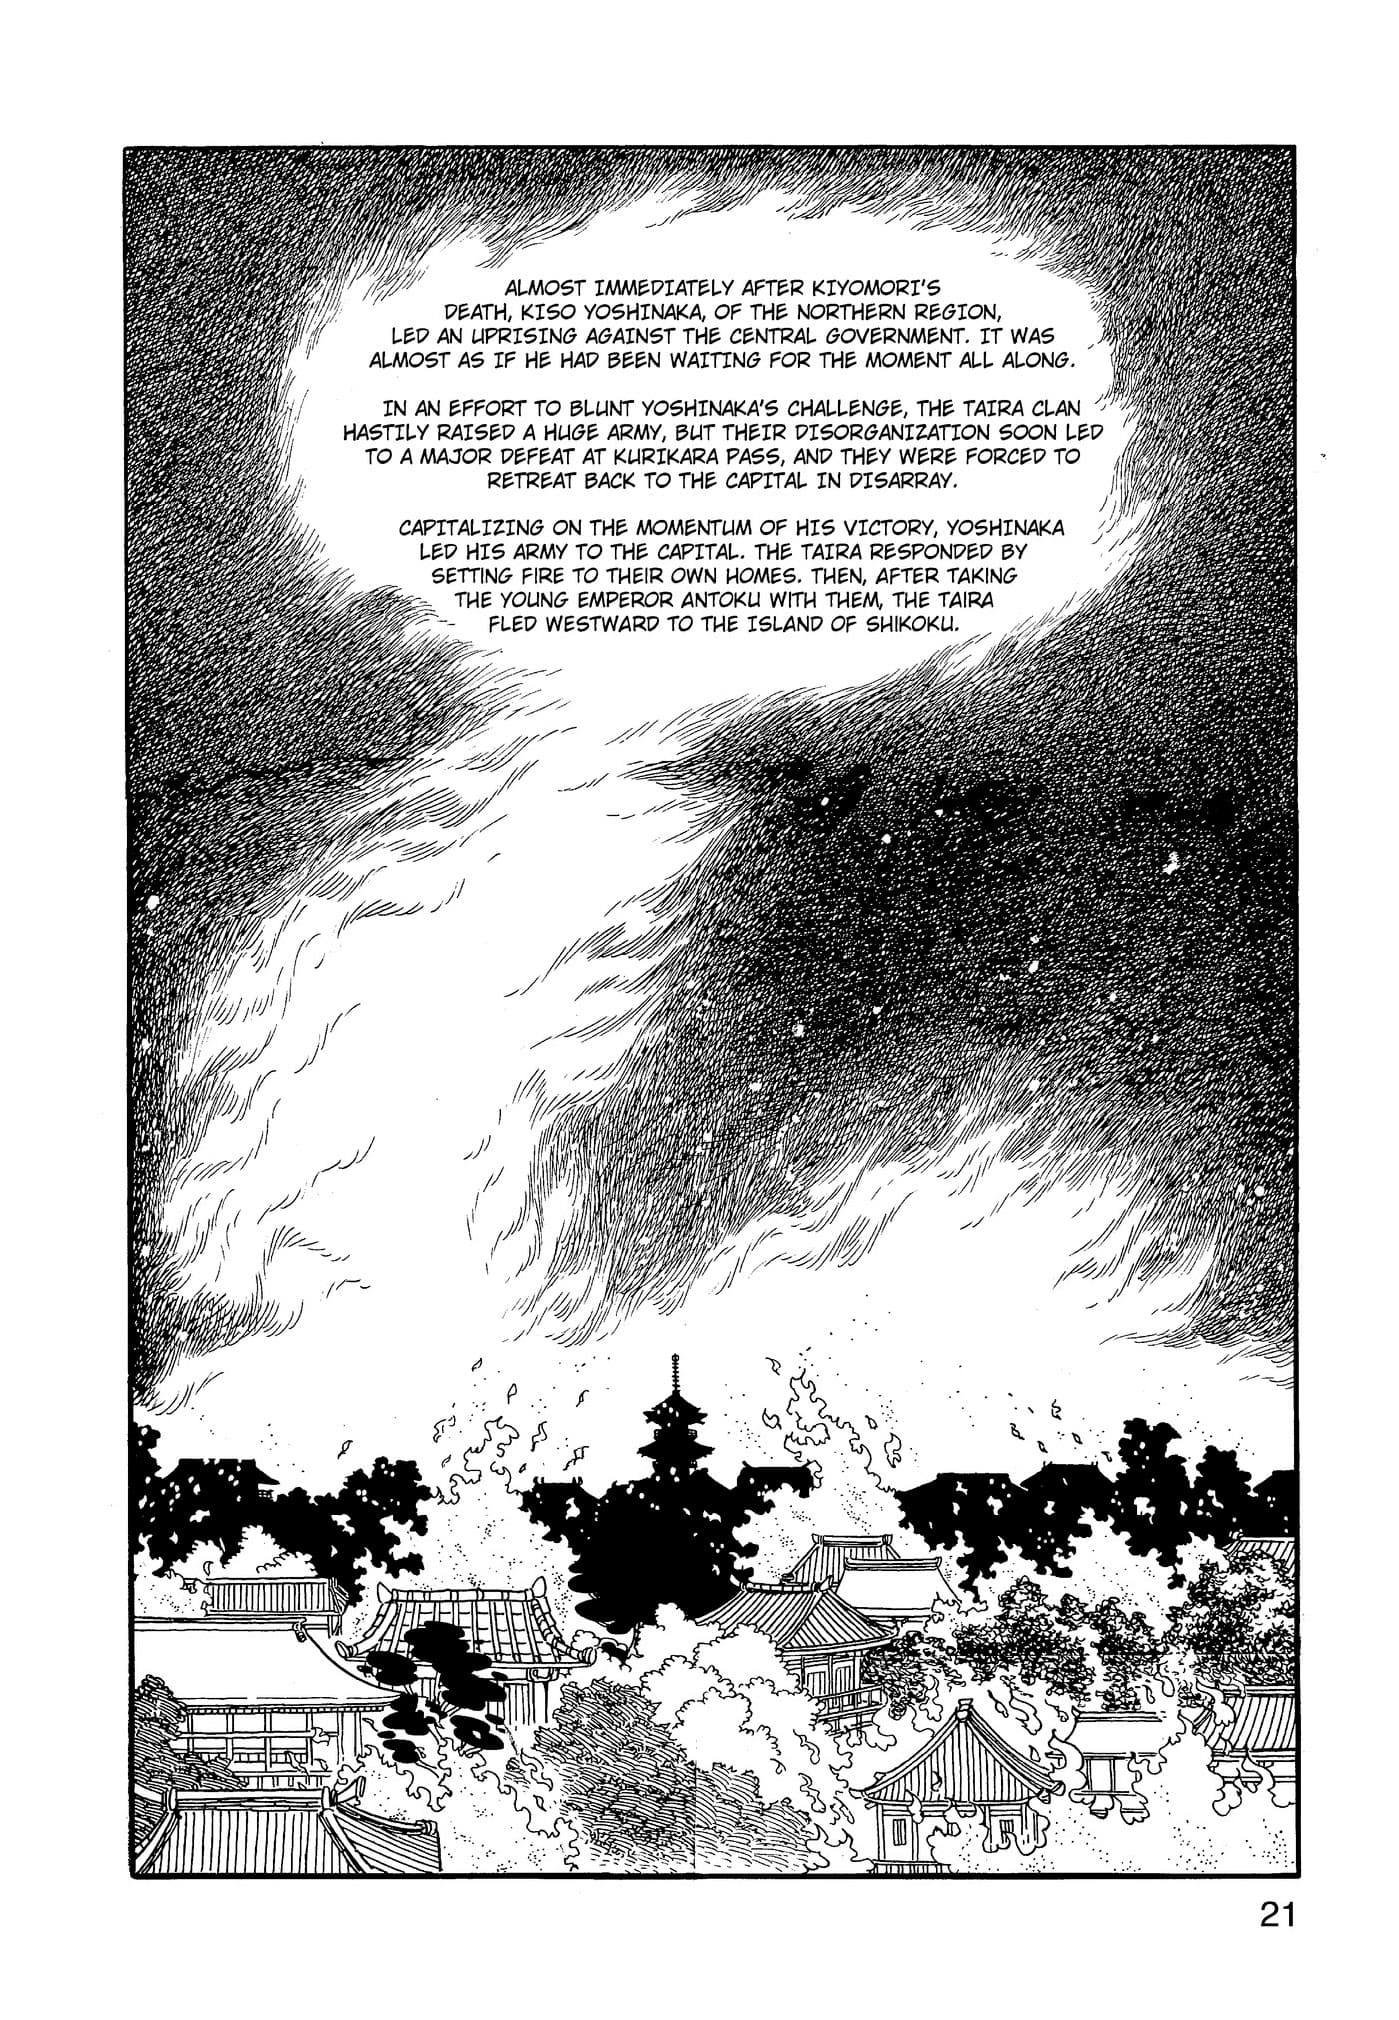 ALMOST IMMEDIATELY AFTER KIYOMORI'S
DEATH, KISO YOSHINAKA, OF THE NORTHERN REGION,
LED AN UPRISING AGAINST THE CENTRAL GOVERNMENT. IT WAS
ALMOST AS IF HE HAD BEEN WAITING FOR THE MOMENT ALL ALONG.
IN AN EFFORT TO BLUNT YOSHINAKA'S CHALLENGE, THE TAIRA CLAN
HASTILY RAISED A HUGE ARMY, BUT THEIR DISORGANIZATION SOON LED
TO A MAJOR DEFEAT AT KURIKARA PASS, AND THEY WERE FORCED TO
RETREAT BACK TO THE CAPITAL IN DISARRAY.
CAPITALIZING ON THE MOMENTUM OF HIS VICTORY, YOSHINAKA
LED HIS ARMY TO THE CAPITAL. THE TAIRA RESPONDED BY
SETTING FIRE TO THEIR OWN HOMES. THEN, AFTER TAKING
THE YOUNG EMPEROR ANTOKU WITH THEM, THE TAIRA
FLED WESTWARD TO THE ISLAND OF SHIKOKU.
21